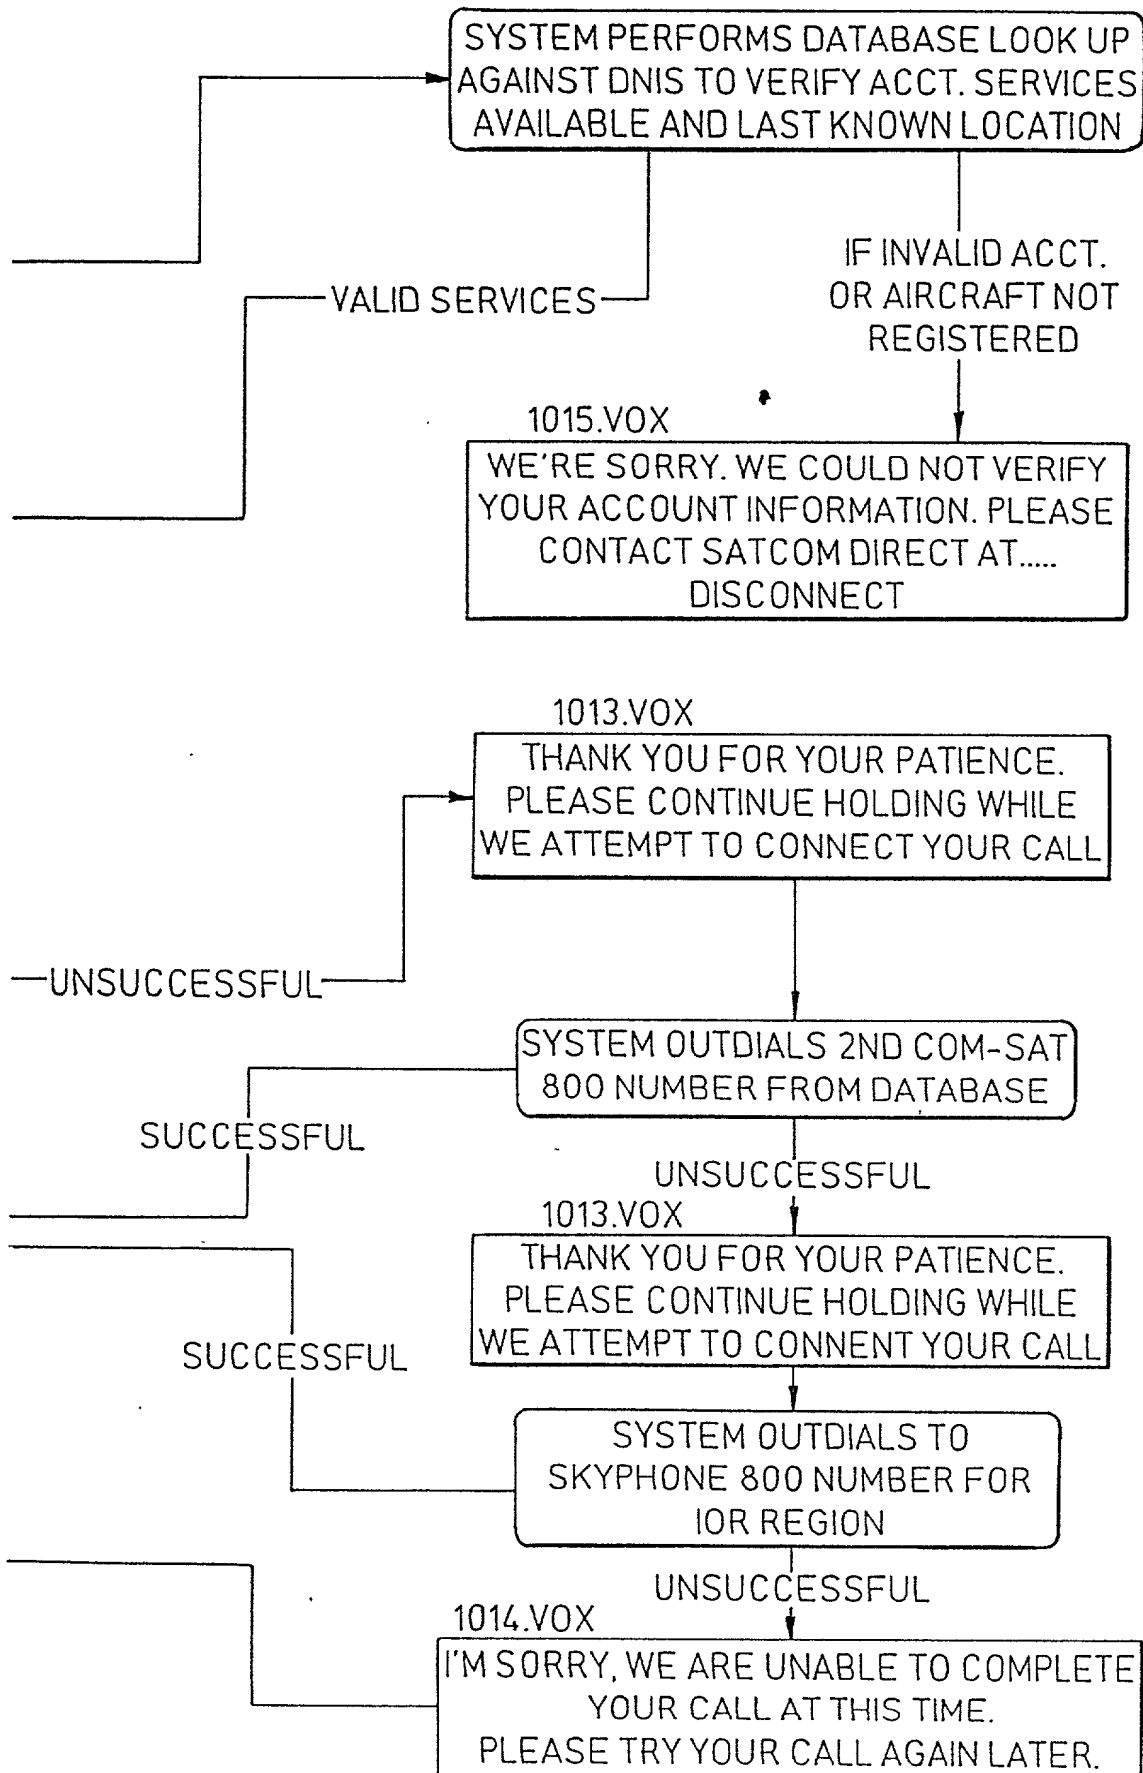 SYSTEM PERFORMS DATABASE LOOK UP
AGAINST DNIS TO VERIFY ACCT. SERVICES
AVAILABLE AND LAST KNOWN LOCATION
IF INVALID ACCT.
OR AIRCRAFT NOT
REGISTERED
VALID SERVICES
1015.VOX
WE'RE SORRY. WE COULD NOT VERIFY
YOUR ACCOUNT INFORMATION. PLEASE
CONTACT SATCOM DIRECT AT.....
DISCONNECT
1013.VOX
THANK YOU FOR YOUR PATIENCE.
PLEASE CONTINUE HOLDING WHILE
WE ATTEMPT TO CONNECT YOUR CALL
UNSUCCESSFUL
SYSTEM OUTDIALS 2ND COM-SAT
800 NUMBER FROM DATABASE
SUCCESSFUL
UNSUCCESSFUL
1013.VOX
THANK YOU FOR YOUR PATIENCE.
PLEASE CONTINUE HOLDING WHILE
WE ATTEMPT TO CONNENT YOUR CALL
SUCCESSFUL
SYSTEM OUTDIALS TO
SKYPHONE 800 NUMBER FOR
IOR REGION
UNSUCCESSFUL
1014.VOX
I'M SORRY, WE ARE UNABLE TO COMPLETE
YOUR CALL AT THIS TIME.
PLEASE TRY YOUR CALL AGAIN LATER.